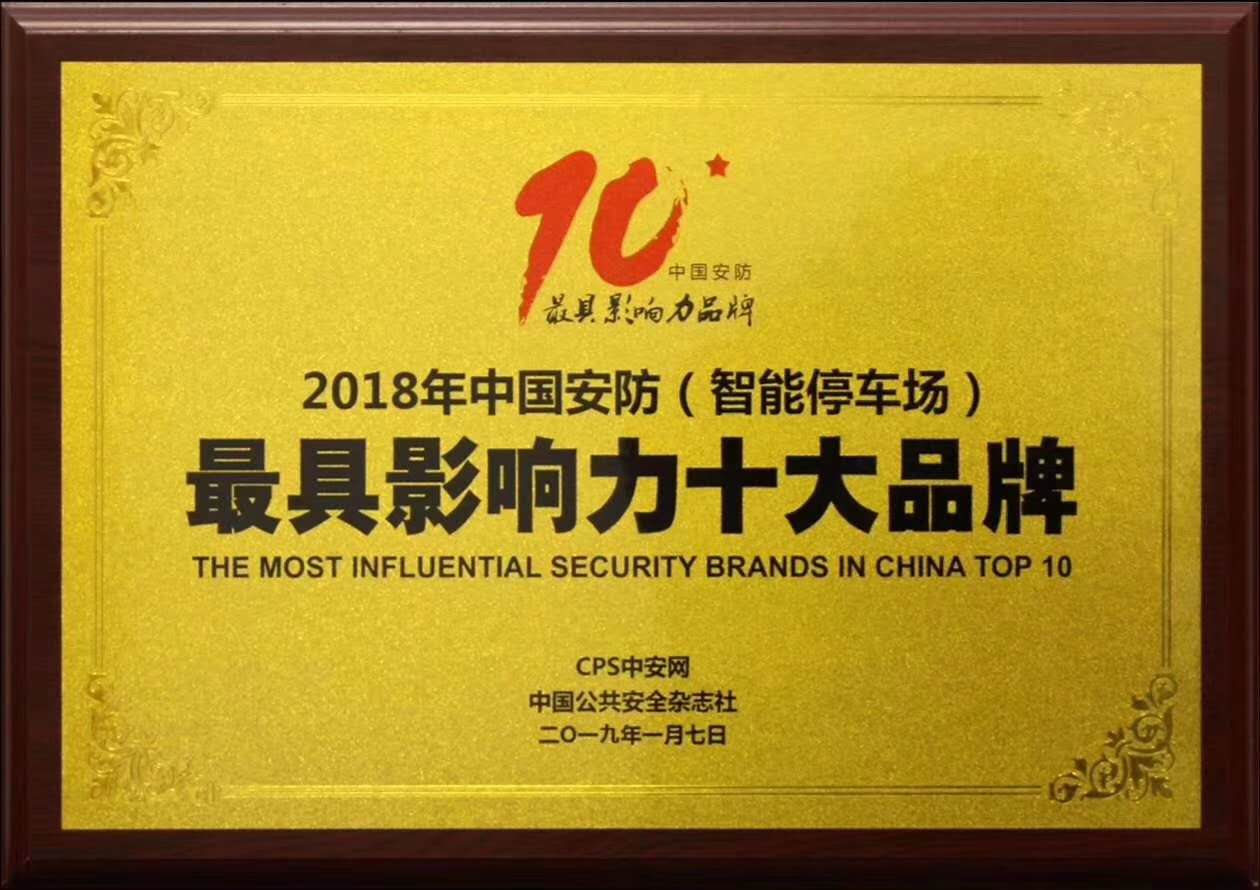 10
中国安防
最具影响力品牌
2018年中国安防（智能停车场）
最具影响力十大品牌
THE MOST INFLUENTIAL SECURITY BRANDS IN CHINA TOP 10
CPS中安网
中国公共安全杂志社
二O一九年一月七日